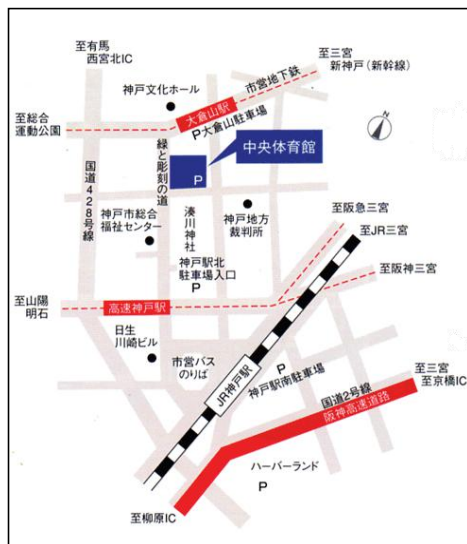 至有馬
西宮北IC
至三宮
新神戸(新幹線)
市営地下鉄
神戸文化ホール
大倉山駅
P大倉山駐車場
至総合
運動公園
N
中央体育館
P
緑と彫刻の道
国道428号線
湊川神社
神戸地方
裁判所
神戸市総合
福祉センター
至阪急三宮
至JR三宮
神戸駅北
駐車場入口
P
至阪神三宮
至山陽
明石
高速神戸駅
日生
川崎ビル
市営バス
のりば
JR神戸駅
P
神戸駅南駐車場
至三宮
至京橋IC
国道2号線
阪神高速道路
ハーバーランド
P
至柳原IC